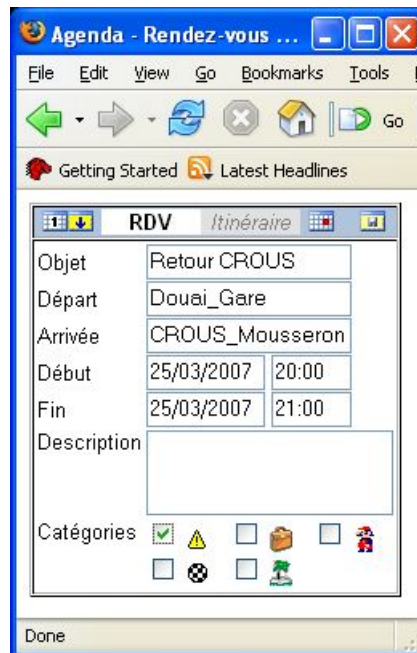 Agenda - Rendez-vous ...
File Edit View Go Bookmarks Tools
Go
Getting Started Latest Headlines
1 RDV Itinéraire
Objet Retour CROUS
Départ Douai_Gare
Arrivée CROUS_Mousseron
Début 25/03/2007 20:00
Fin 25/03/2007 21:00
Description
Catégories
Done